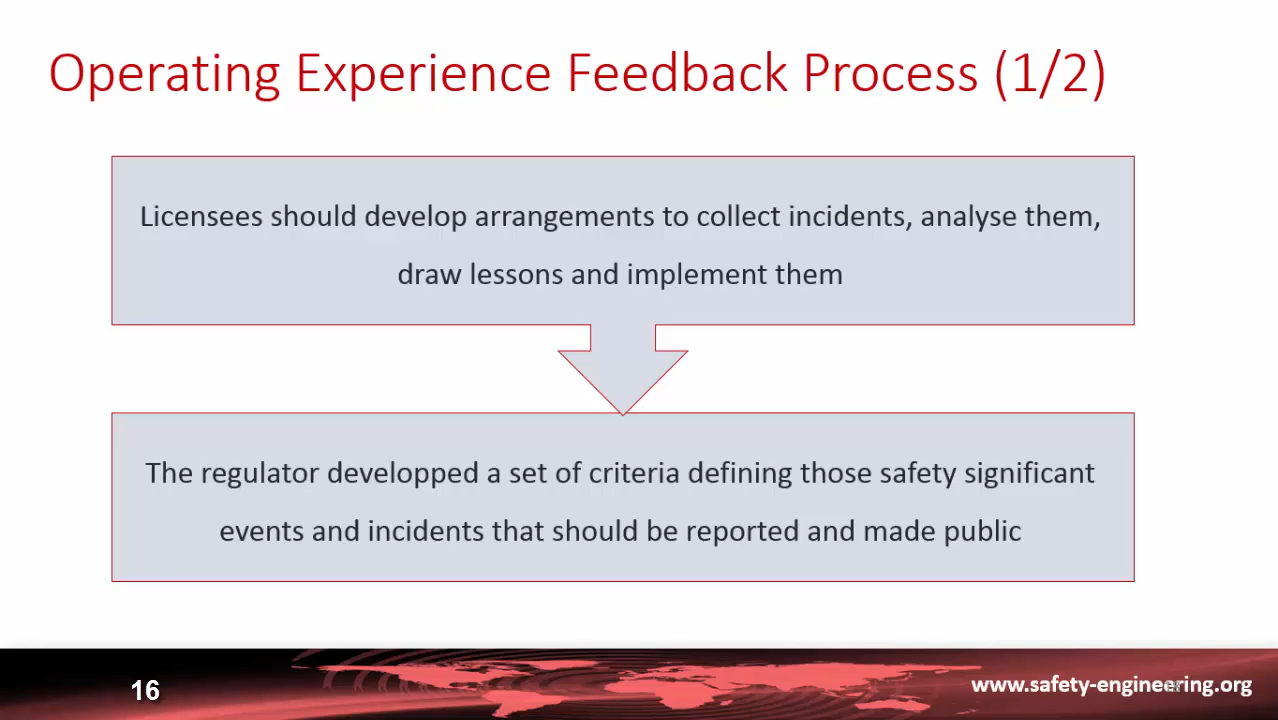 Operating Experience Feedback Process (1/2)
Licensees should develop arrangements to collect incidents, analyse them,
draw lessons and implement them
The regulator developped a set of criteria defining those safety significant
events and incidents that should be reported and made public
16
www.safety-engineering.org